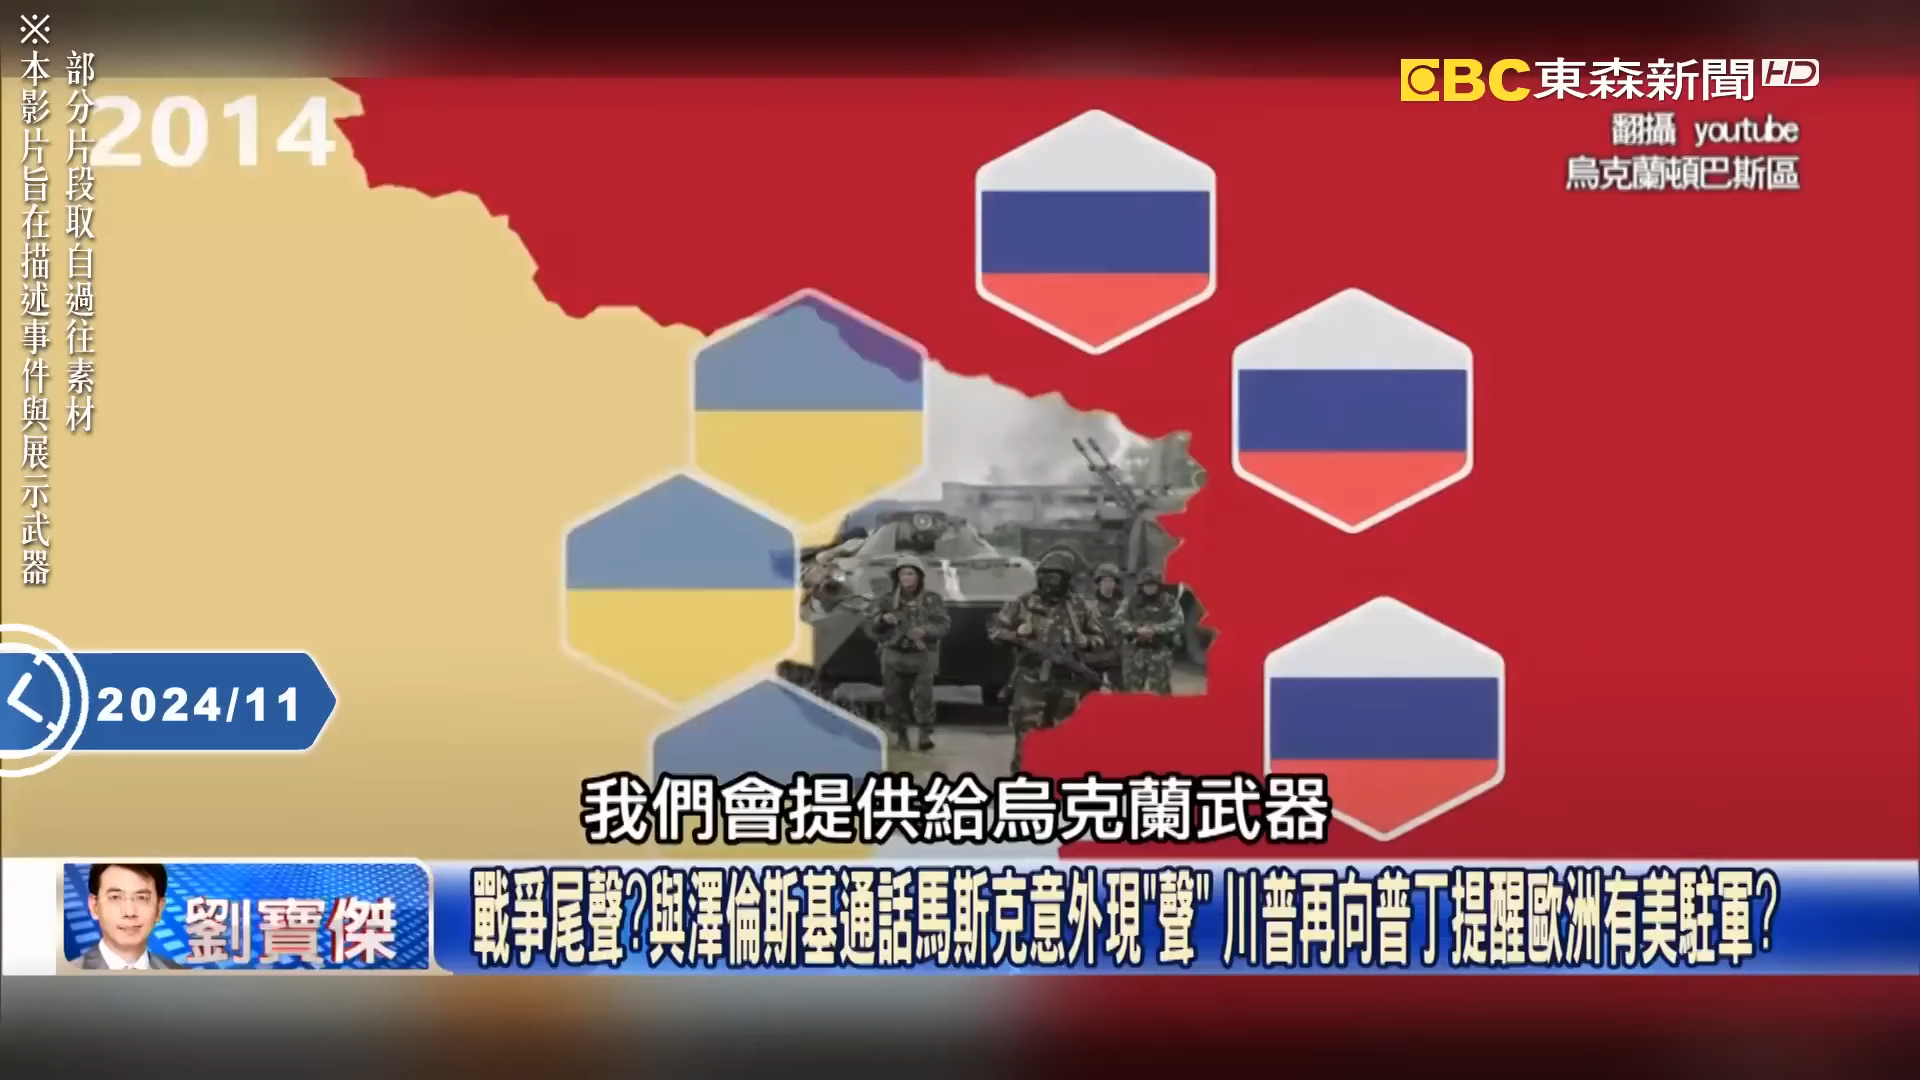 ※本影片旨在描述事件與展示武器
部分片段取自過往素材
2014
EBC東森新聞HD
翻攝 youtube
烏克蘭頓巴斯區
2024/11
我們會提供給烏克蘭武器
劉寶傑
戰爭尾聲?與澤倫斯基通話馬斯克意外現"聲" 川普再向普丁提醒歐洲有美駐軍?